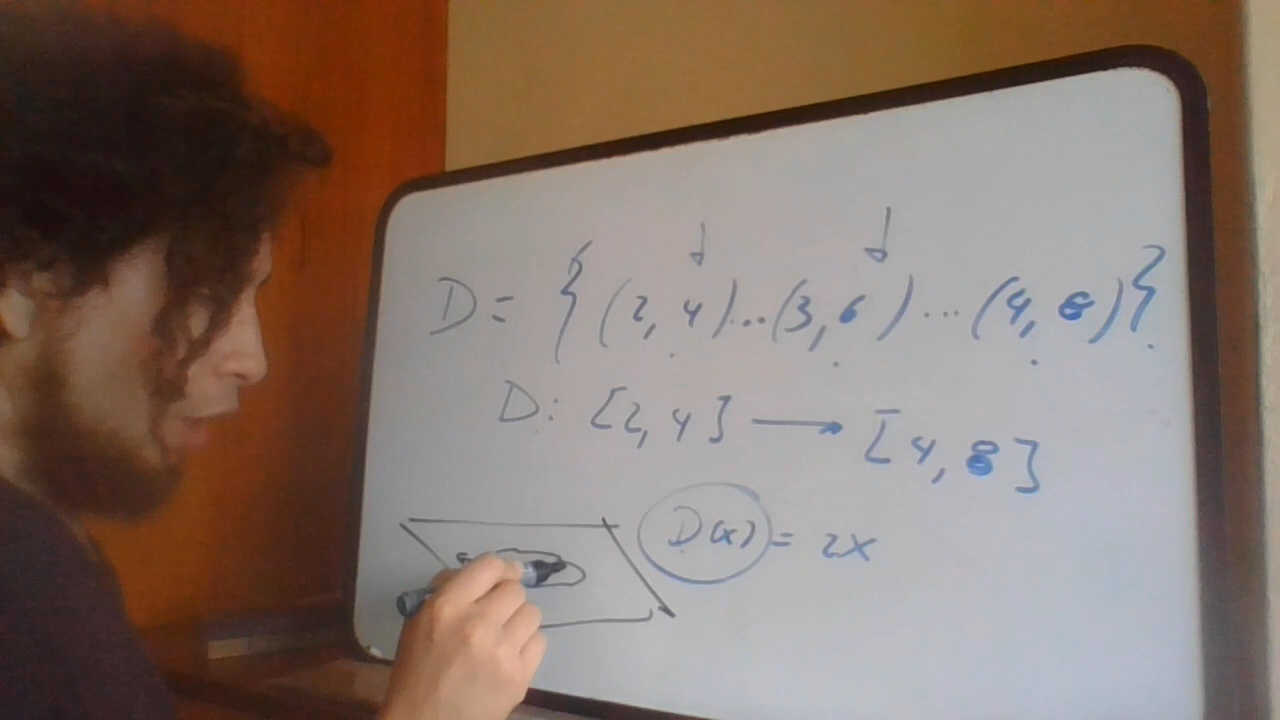 D = { (2, 4)...(3, 6)...(4, 8)}
D: [2, 4] → [4, 8]
D(x) = 2x